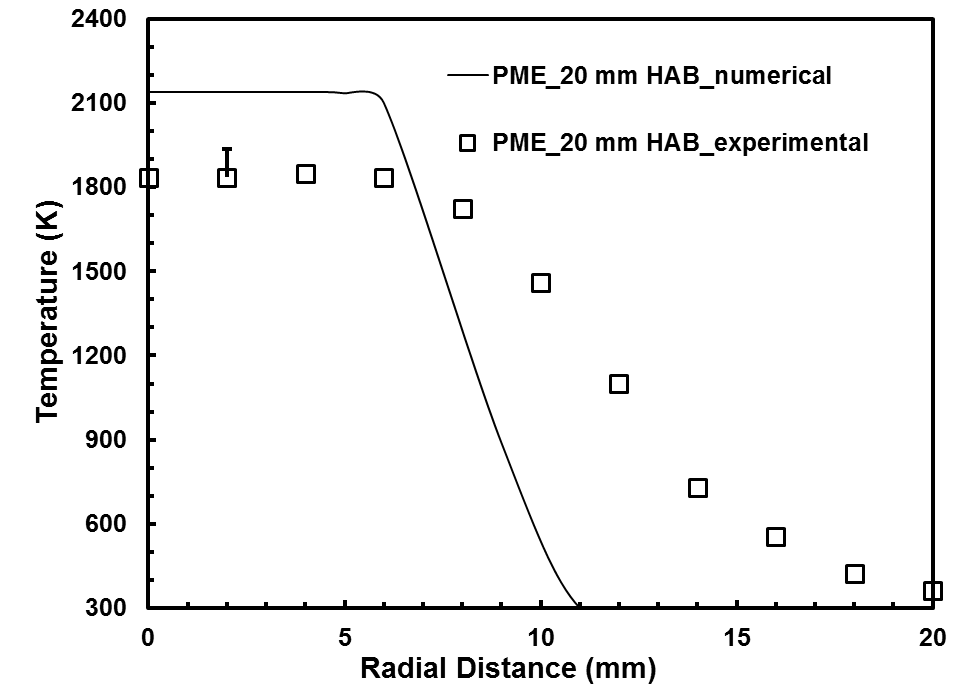 2400
PME_20 mm HAB_numerical
2100
PME_20 mm HAB_experimental
1800
1500
1200
900
600
300
Temperature (K)
0 5 10 15 20
Radial Distance (mm)